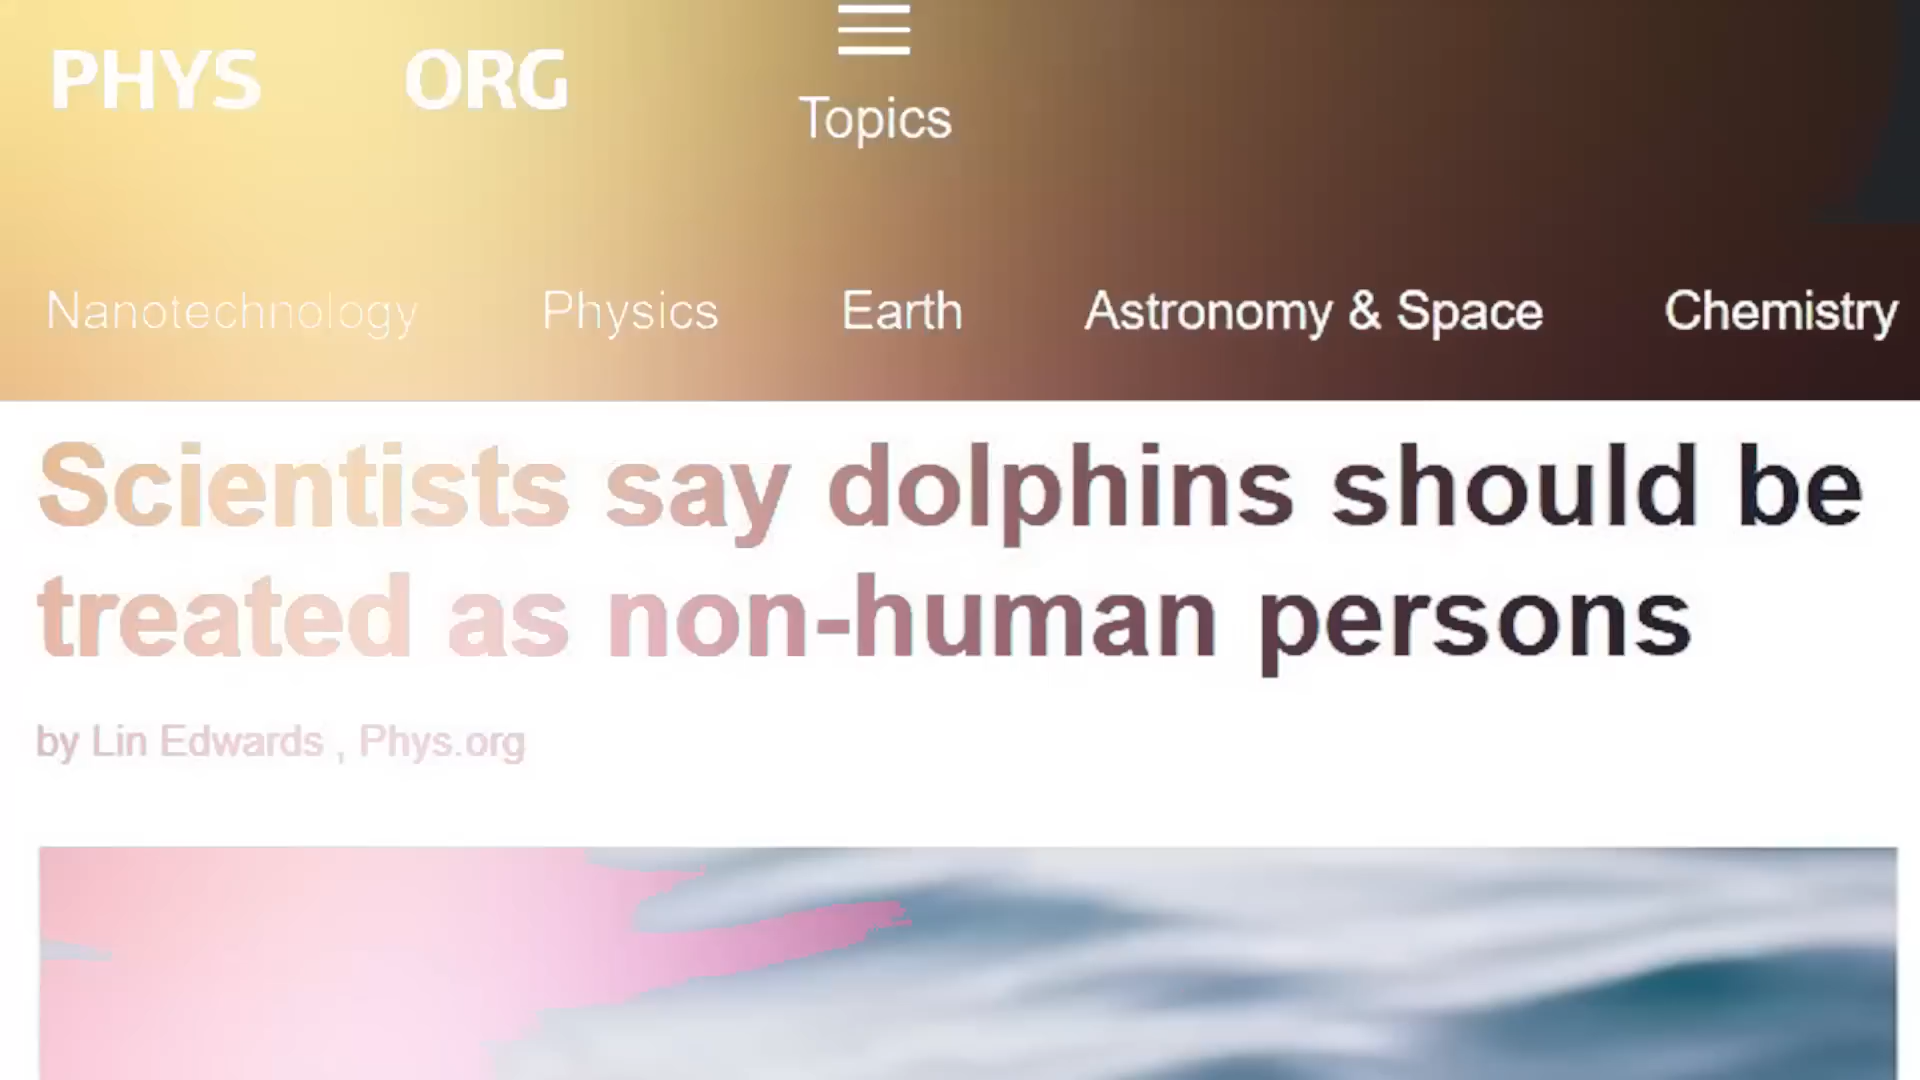 PHYS ORG
Topics
Nanotechnology Physics Earth Astronomy & Space Chemistry
Scientists say dolphins should be
treated as non-human persons
by Lin Edwards , Phys.org